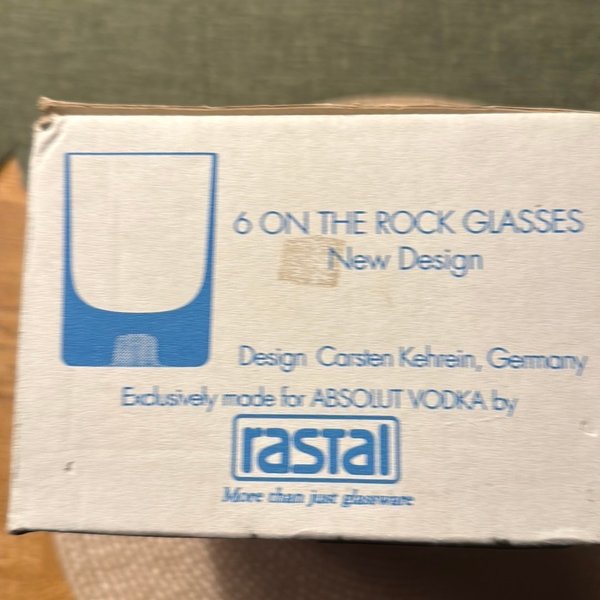 6 ON THE ROCK GLASSES
New Design
Design Carsten Kehrein, Germany
Exclusively made for ABSOLUT VODKA by
rastal
More than just glassware